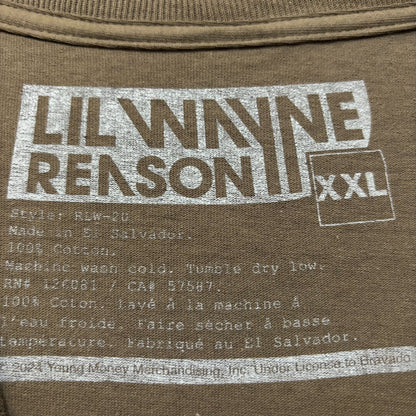 LIL WAYNE
REASON
XXL
Style: RLW-20
Made in El Salvador.
100% Cotton.
Machine wash cold. Tumble dry low.
RN# 126081 / CA# 57587
100% Coton. Lavé à la machine À
l'eau froide. Faire sécher à basse
température. Fabriqué au El Salvador.
2024 Young Money Merchandising, Inc. Under License to Bravado